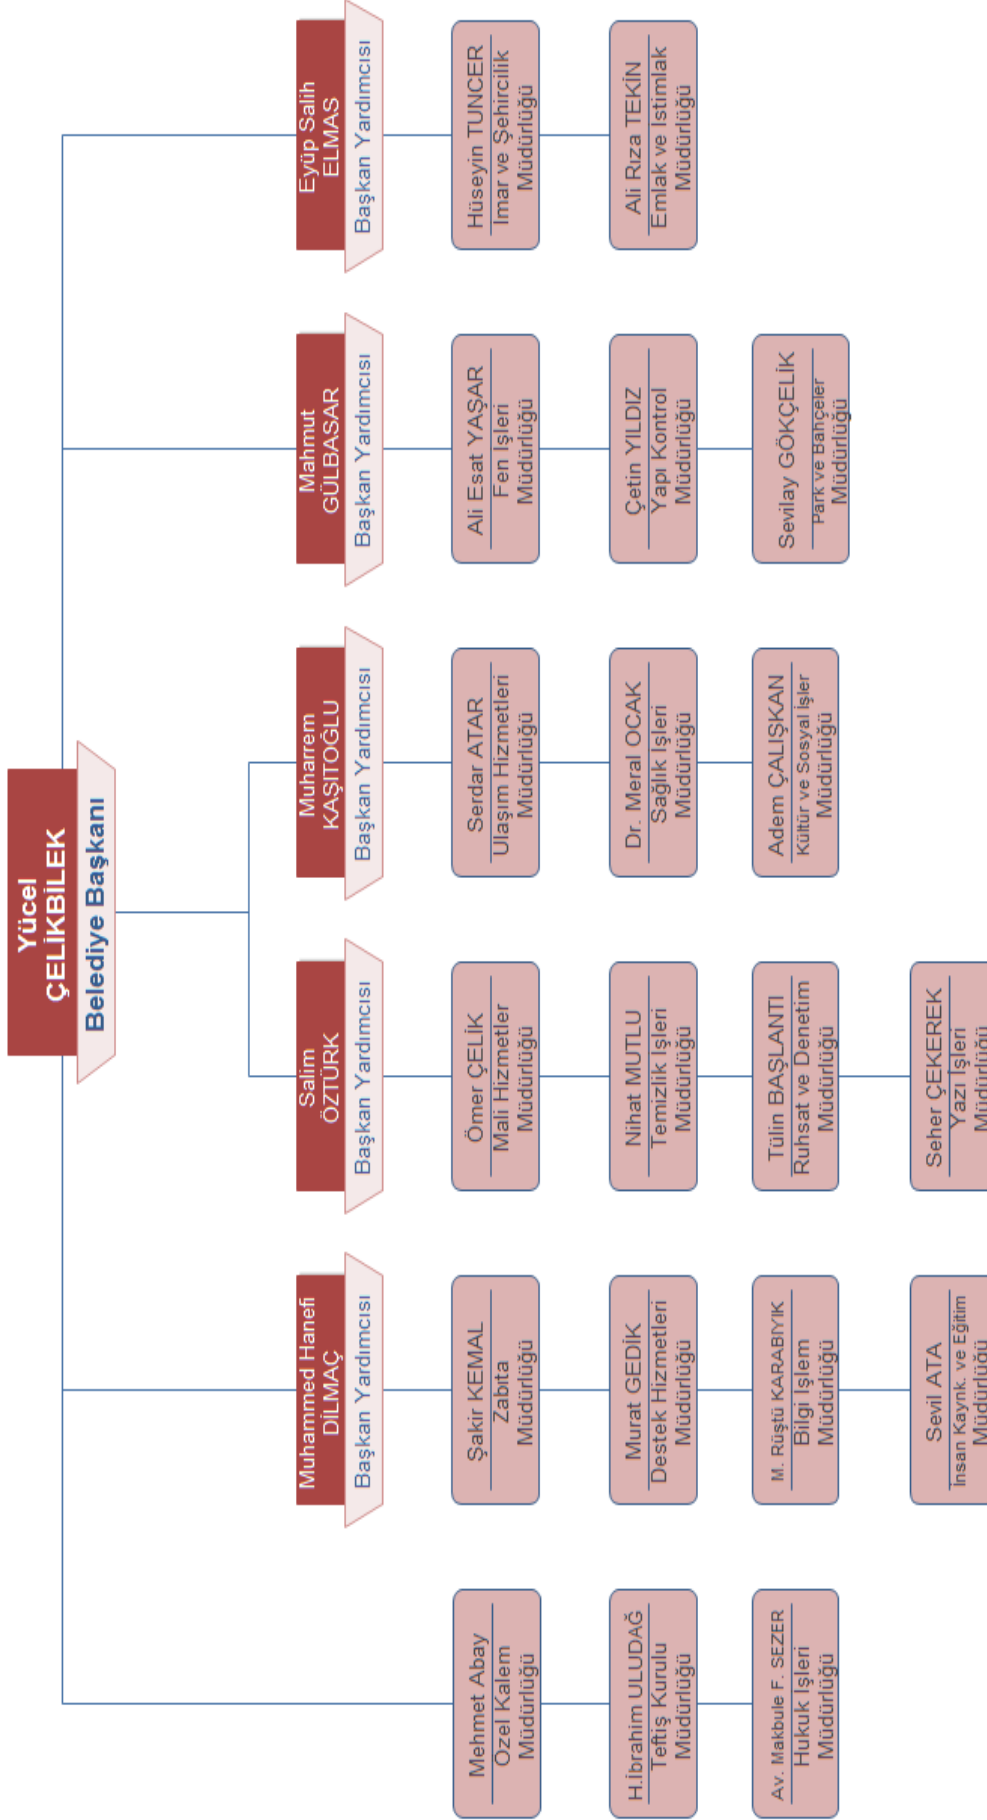 Yücel
ÇELİKBİLEK
Belediye Başkanı
Muhammed Hanefi
DİLMAÇ
Başkan Yardımcısı
Salim
ÖZTÜRK
Başkan Yardımcısı
Muharrem
KAŞITOĞLU
Başkan Yardımcısı
Mahmut
GÜLBASAR
Başkan Yardımcısı
Eyüp Salih
ELMAS
Başkan Yardımcısı
Mehmet Abay
Özel Kalem
Müdürlüğü
Şakir KEMAL
Zabıta
Müdürlüğü
Ömer ÇELİK
Mali Hizmetler
Müdürlüğü
Serdar ATAR
Ulaşım Hizmetleri
Müdürlüğü
Ali Esat YAŞAR
Fen İşleri
Müdürlüğü
Hüseyin TUNCER
İmar ve Şehircilik
Müdürlüğü
H.İbrahim ULUDAĞ
Teftiş Kurulu
Müdürlüğü
Murat GEDİK
Destek Hizmetleri
Müdürlüğü
Nihat MUTLU
Temizlik İşleri
Müdürlüğü
Dr. Meral OCAK
Sağlık İşleri
Müdürlüğü
Çetin YILDIZ
Yapı Kontrol
Müdürlüğü
Ali Rıza TEKİN
Emlak ve İstimlak
Müdürlüğü
Av. Makbule F. SEZER
Hukuk İşleri
Müdürlüğü
M. Rüştü KARABIYIK
Bilgi İşlem
Müdürlüğü
Tülin BAŞLANTI
Ruhsat ve Denetim
Müdürlüğü
Adem ÇALIŞKAN
Kültür ve Sosyal İşler
Müdürlüğü
Sevilay GÖKÇELİK
Park ve Bahçeler
Müdürlüğü
Sevil ATA
İnsan Kaynk. ve Eğitim
Müdürlüğü
Seher ÇEKEREK
Yazı İşleri
Müdürlüğü